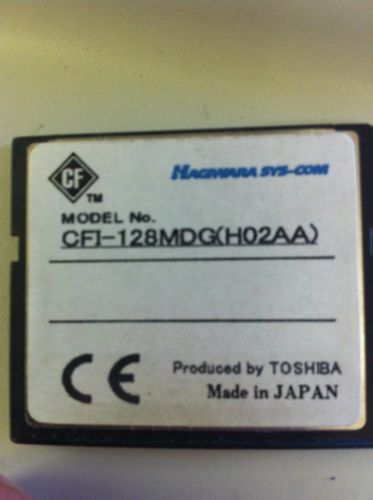 CF
TM
HAGIWARA SYS-COM
MODEL No.
CFI-128MDG(H02AA)
CE
Produced by TOSHIBA
Made in JAPAN